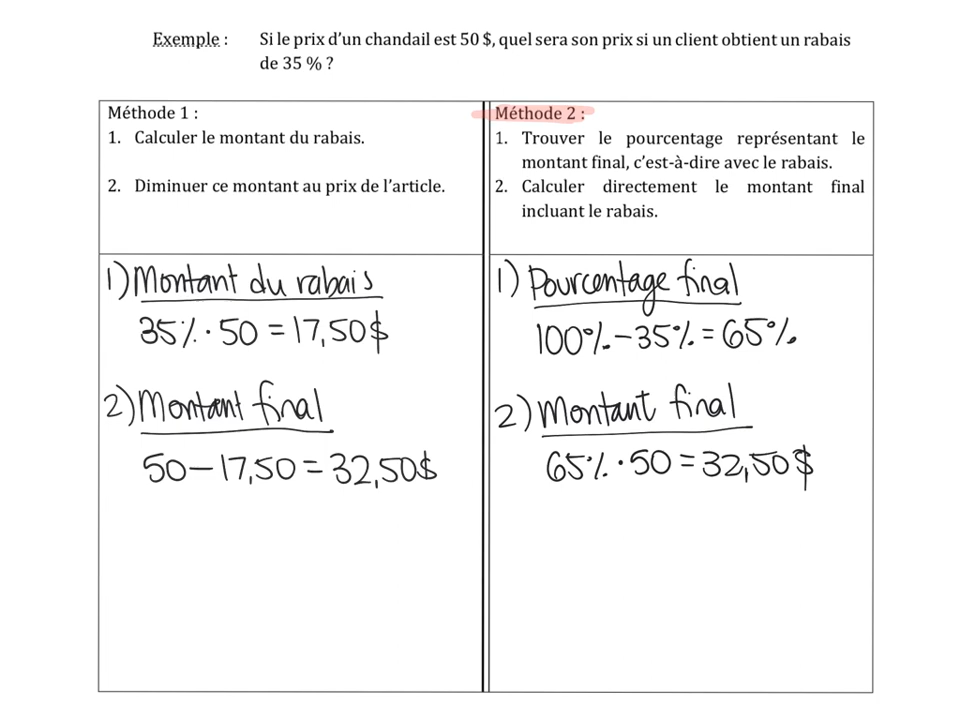 Exemple : Si le prix d'un chandail est 50 $, quel sera son prix si un client obtient un rabais
de 35 % ?
Méthode 1 :
1. Calculer le montant du rabais.
2. Diminuer ce montant au prix de l'article.
1) Montant du rabais
35% · 50 = 17,50$
2) Montant final
50 – 17,50 = 32,50$
Méthode 2 :
1. Trouver le pourcentage représentant le
montant final, c'est-à-dire avec le rabais.
2. Calculer directement le montant final
incluant le rabais.
1) Pourcentage final
100% – 35% = 65%
2) Montant final
65% · 50 = 32,50$